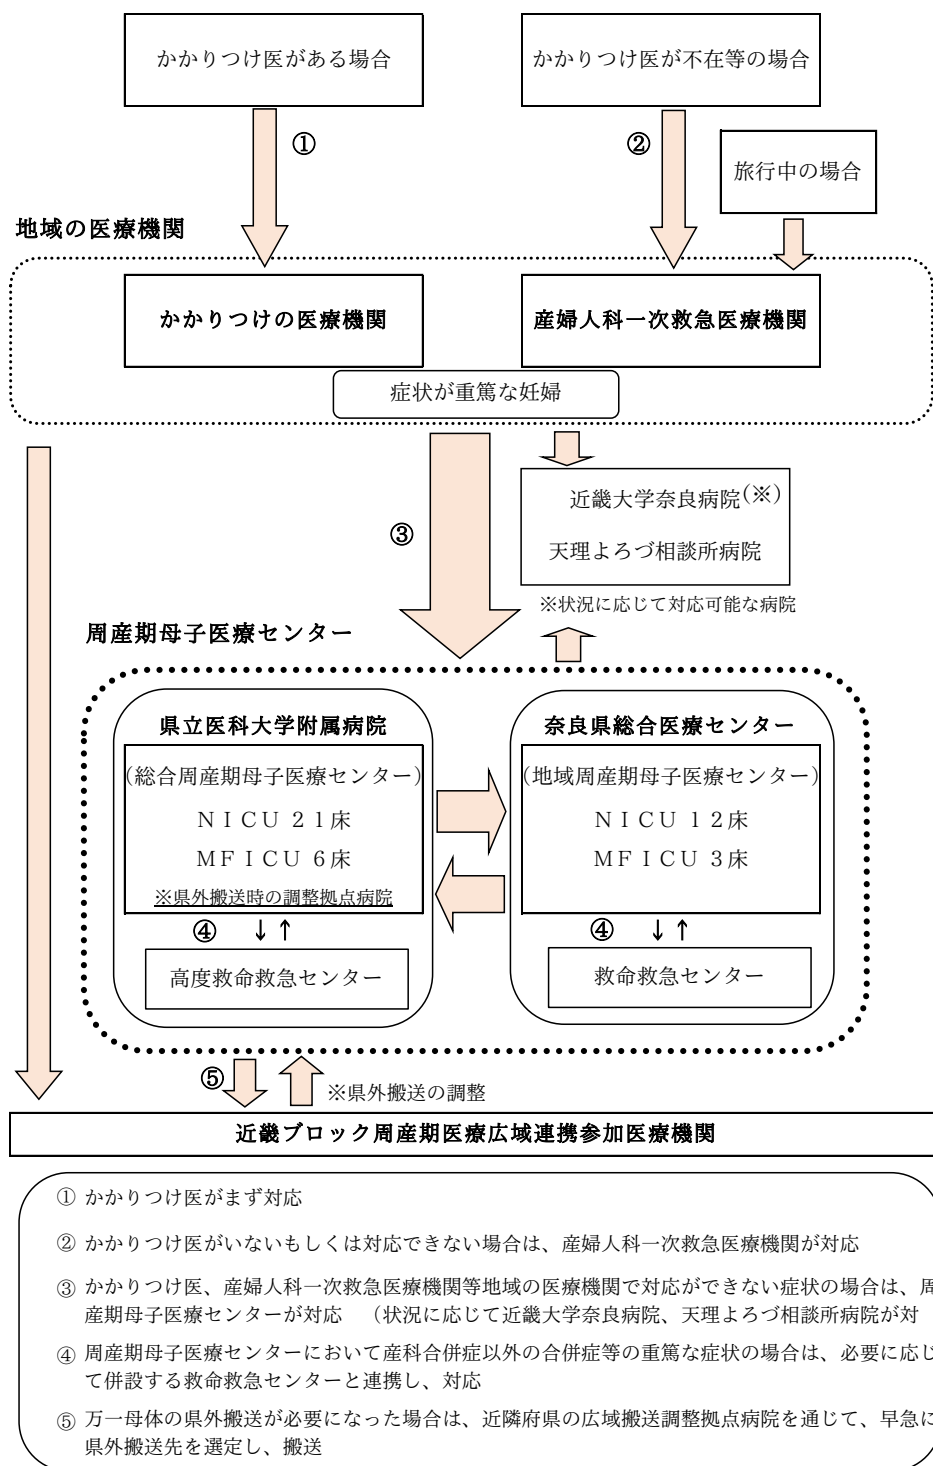 かかりつけ医がある場合
かかりつけ医が不在等の場合
①
②
旅行中の場合
地域の医療機関
かかりつけの医療機関
産婦人科一次救急医療機関
症状が重篤な妊婦
③
近畿大学奈良病院(※)
天理よろづ相談所病院
※状況に応じて対応可能な病院
周産期母子医療センター
県立医科大学附属病院
(総合周産期母子医療センター)
ＮＩＣＵ ２１床
ＭＦＩＣＵ ６床
※県外搬送時の調整拠点病院
④ ↓ ↑
高度救命救急センター
奈良県総合医療センター
(地域周産期母子医療センター)
ＮＩＣＵ １２床
ＭＦＩＣＵ ３床
④ ↓ ↑
救命救急センター
⑤
※県外搬送の調整
近畿ブロック周産期医療広域連携参加医療機関
① かかりつけ医がまず対応
② かかりつけ医がいないもしくは対応できない場合は、産婦人科一次救急医療機関が対応
③ かかりつけ医、産婦人科一次救急医療機関等地域の医療機関で対応ができない症状の場合は、周
産期母子医療センターが対応　（状況に応じて近畿大学奈良病院、天理よろづ相談所病院が対
④ 周産期母子医療センターにおいて産科合併症以外の合併症等の重篤な症状の場合は、必要に応じ
て併設する救命救急センターと連携し、対応
⑤ 万一母体の県外搬送が必要になった場合は、近隣府県の広域搬送調整拠点病院を通じて、早急に
県外搬送先を選定し、搬送